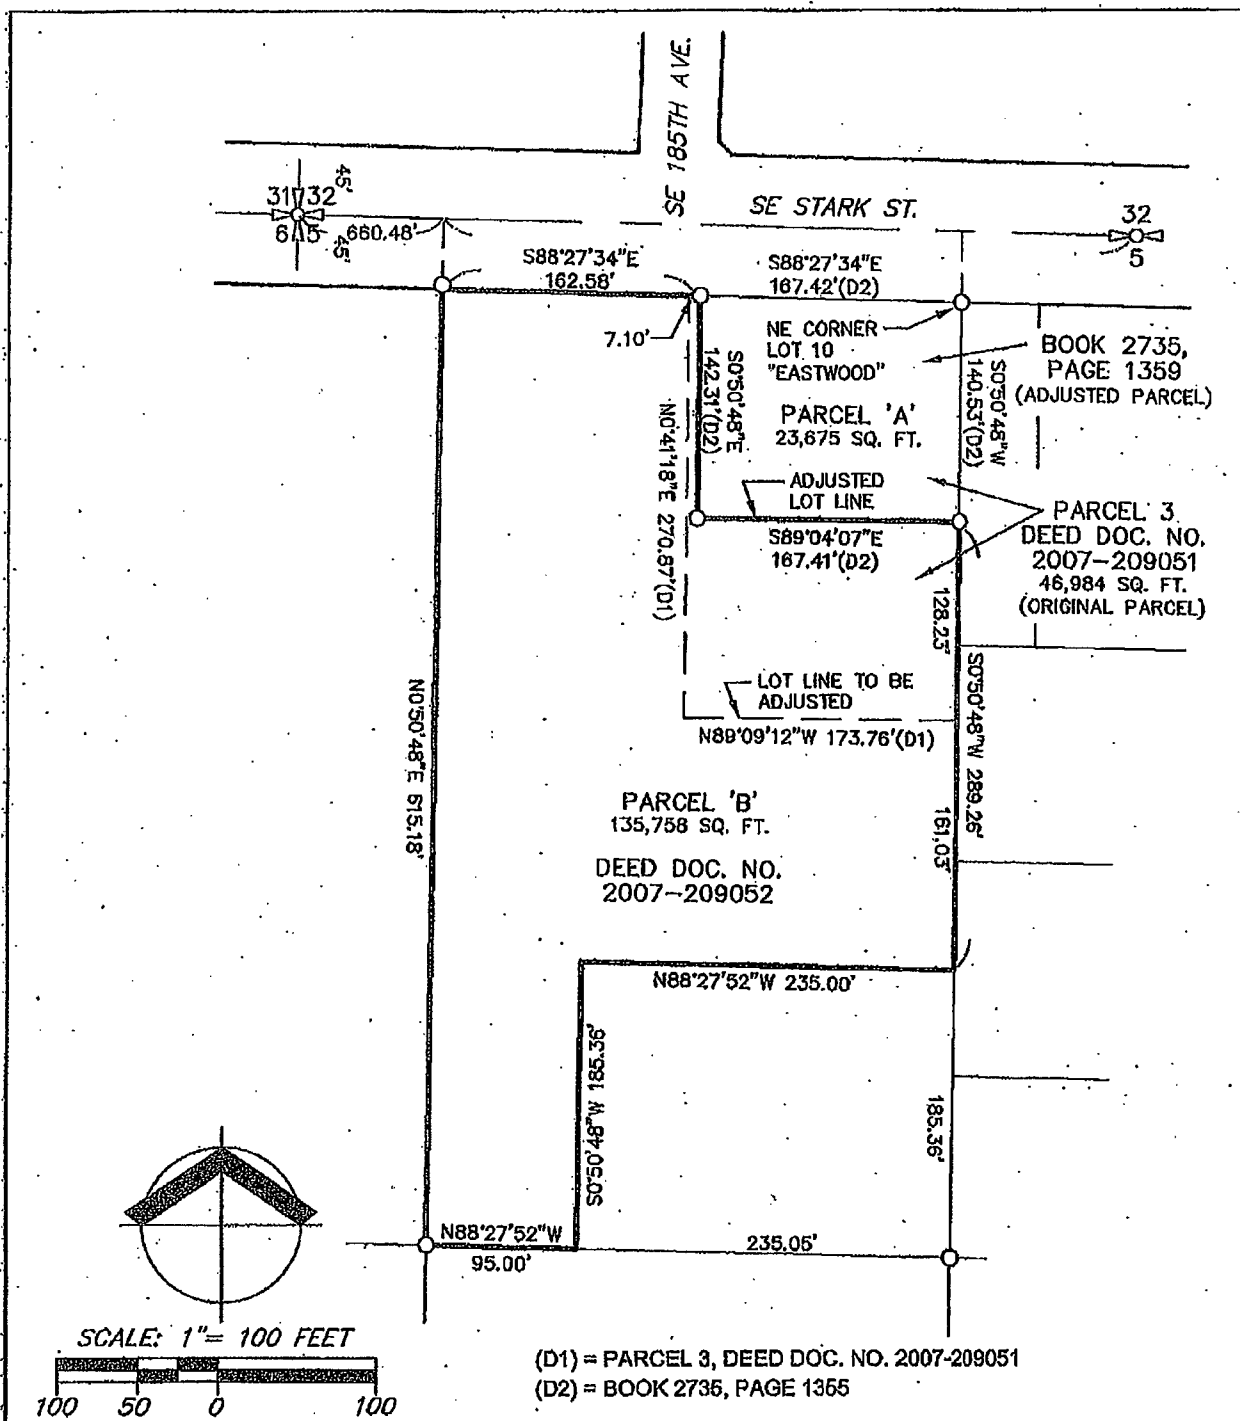 SE 185TH AVE.
SE STARK ST.
31 32
6 5
45'
45'
660.48'
32
5
S88°27'34"E
162.58'
S88°27'34"E
167.42'(D2)
7.10'
NE CORNER
LOT 10
"EASTWOOD"
BOOK 2735,
PAGE 1359
(ADJUSTED PARCEL)
S0°50'48"E
142.31'(D2)
S0°50'48"W
140.53'(D2)
PARCEL 'A'
23,675 SQ. FT.
N0°41'18"E 270.87'(D1)
ADJUSTED
LOT LINE
S89°04'07"E
167.41'(D2)
PARCEL 3
DEED DOC. NO.
2007-209051
46,984 SQ. FT.
(ORIGINAL PARCEL)
128.23'
LOT LINE TO BE
ADJUSTED
N89°09'12"W 173.76'(D1)
S0°50'48"W 289.26'
N0°50'48"E 615.18'
PARCEL 'B'
135,758 SQ. FT.
161.03'
DEED DOC. NO.
2007-209052
N88°27'52"W 235.00'
S0°50'48"W 185.36'
185.36'
N88°27'52"W
95.00'
235.05'
SCALE: 1"= 100 FEET
100 50 0 100
(D1) = PARCEL 3, DEED DOC. NO. 2007-209051
(D2) = BOOK 2735, PAGE 1355